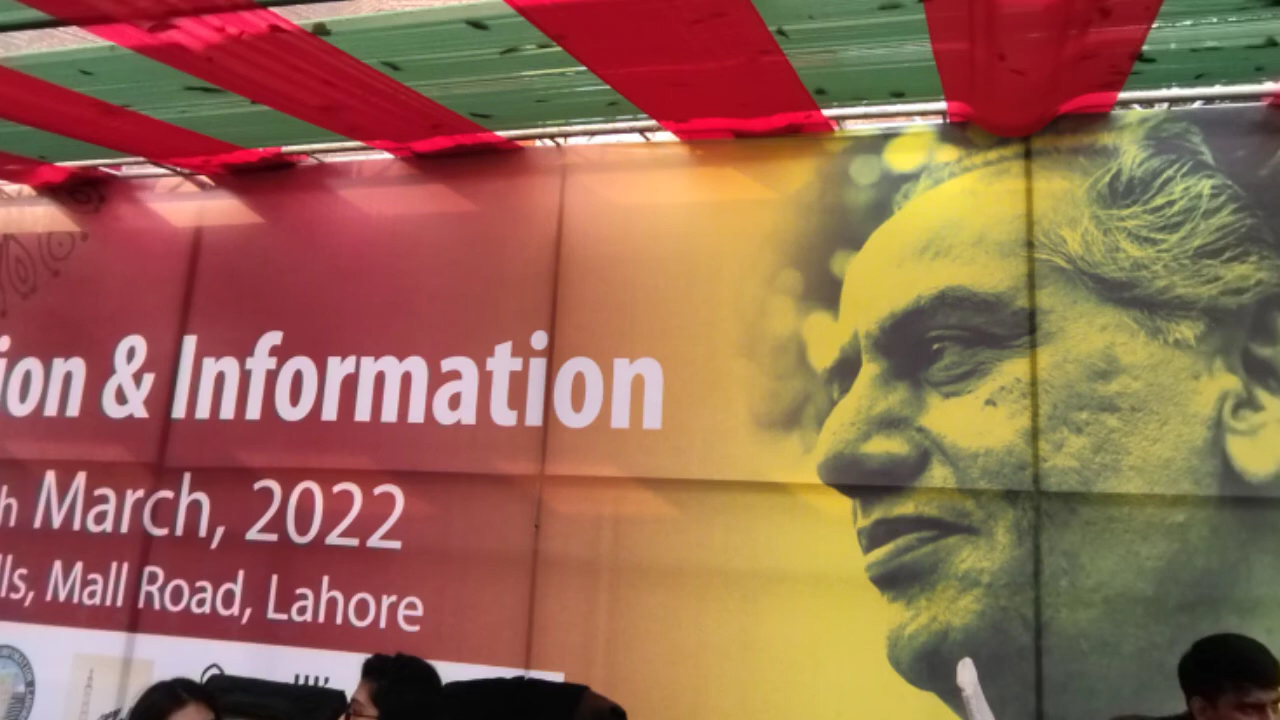 ion & Information
h March, 2022
lls, Mall Road, Lahore